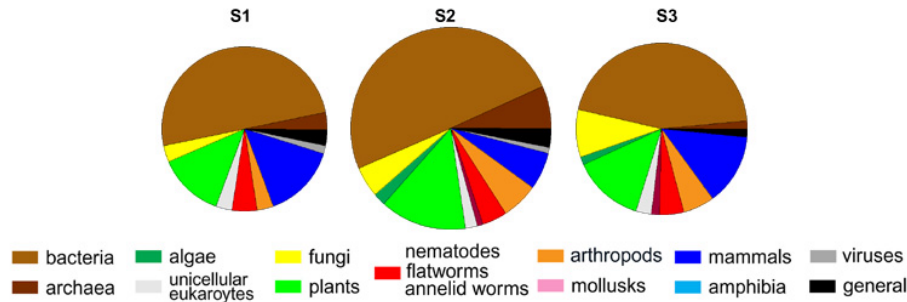 S1 S2 S3
bacteria algae fungi nematodes flatworms annelid worms arthropods mammals viruses
archaea unicellular eukaroytes plants mollusks amphibia general